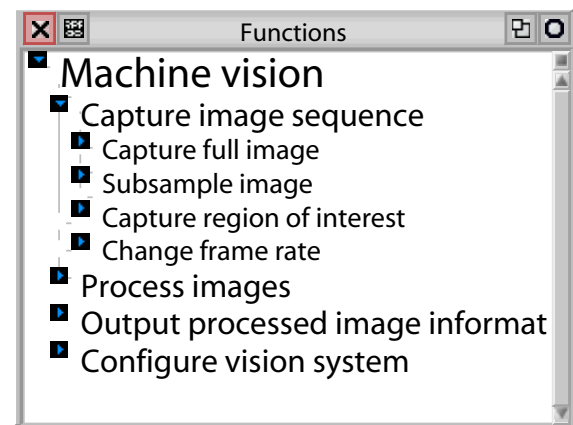 Functions
Machine vision
Capture image sequence
Capture full image
Subsample image
Capture region of interest
Change frame rate
Process images
Output processed image informat
Configure vision system